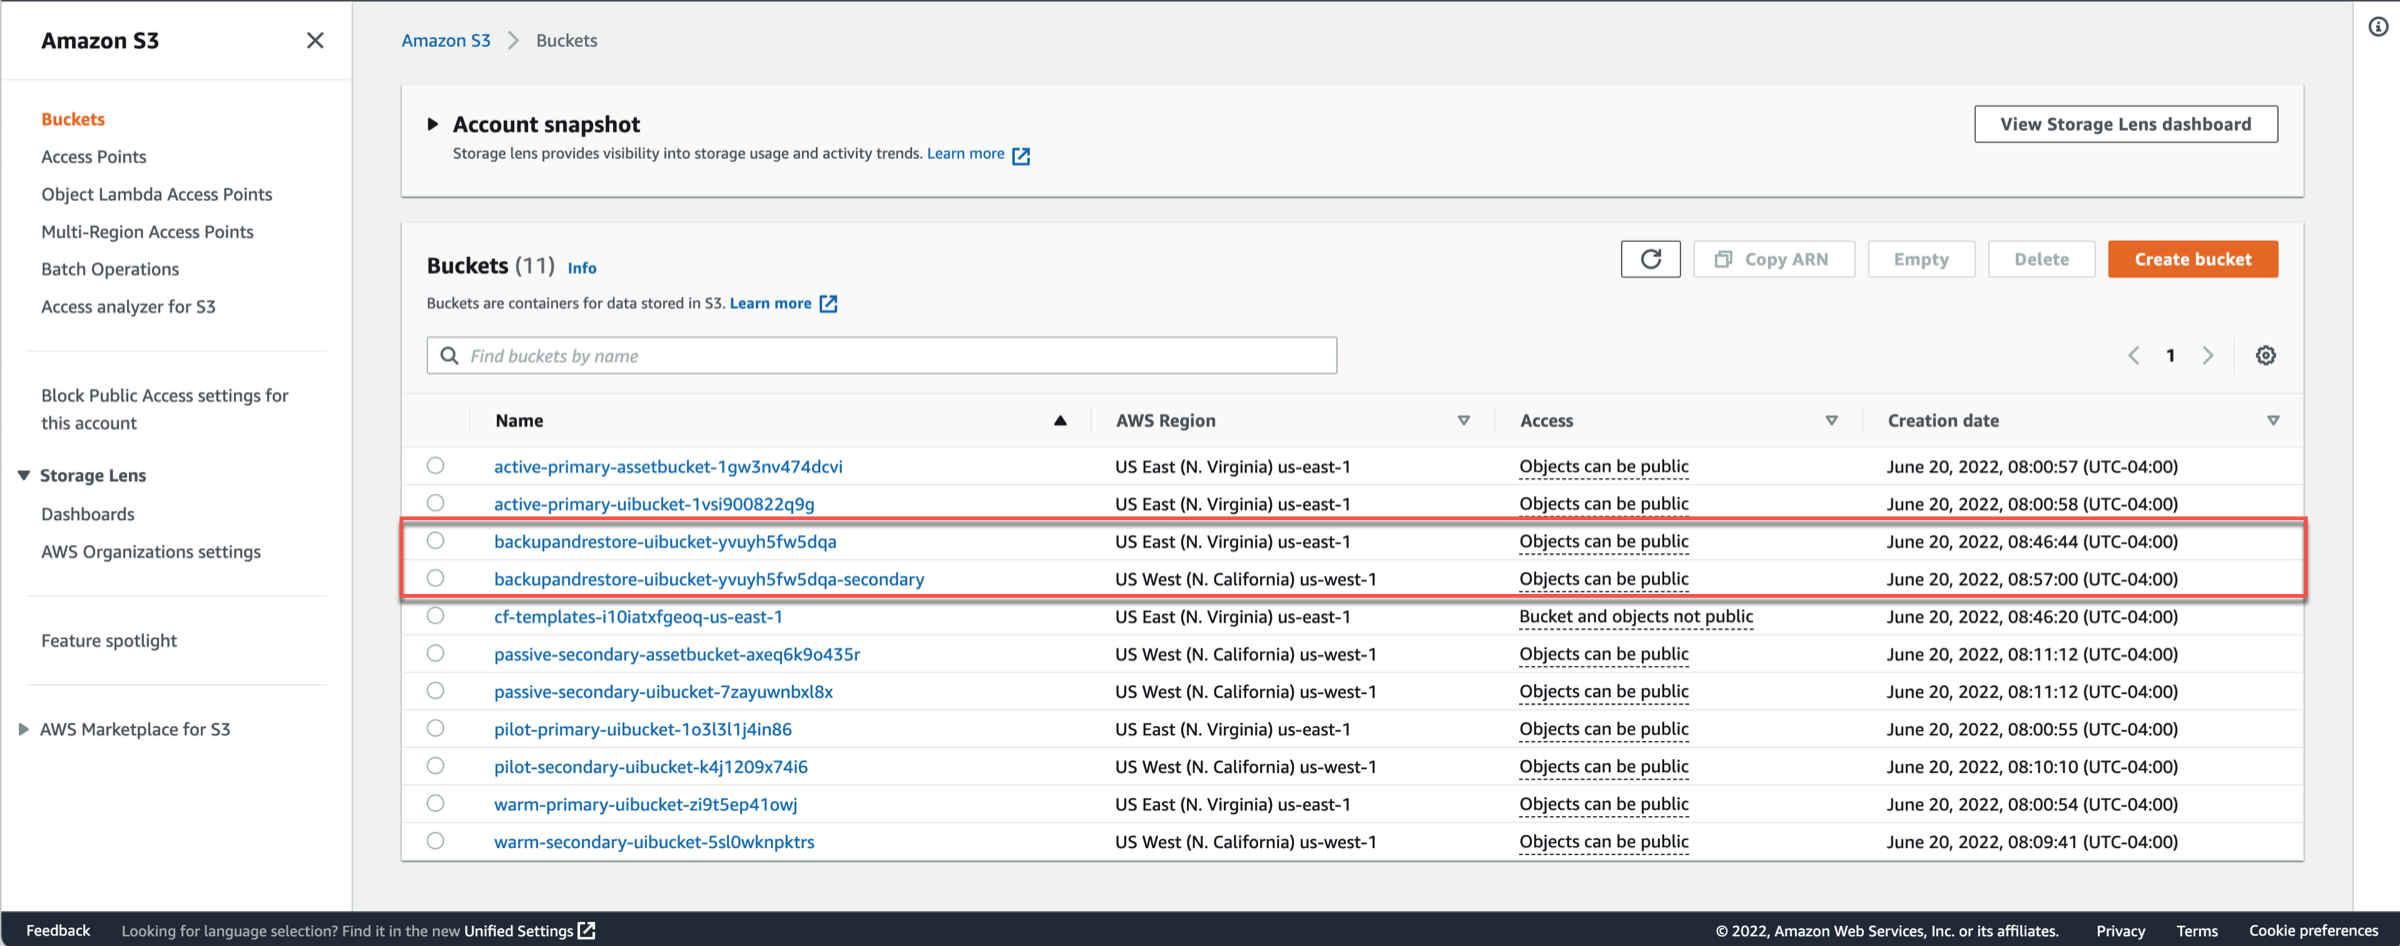 Amazon S3
Buckets
Access Points
Object Lambda Access Points
Multi-Region Access Points
Batch Operations
Access analyzer for S3
Block Public Access settings for
this account
Storage Lens
Dashboards
AWS Organizations settings
Feature spotlight
AWS Marketplace for S3
Amazon S3 Buckets
Account snapshot
View Storage Lens dashboard
Storage lens provides visibility into storage usage and activity trends. Learn more
Buckets (11) Info
Copy ARN Empty Delete Create bucket
Buckets are containers for data stored in S3. Learn more
Find buckets by name
1
Name AWS Region Access Creation date
active-primary-assetbucket-1gw3nv474dcvi US East (N. Virginia) us-east-1 Objects can be public June 20, 2022, 08:00:57 (UTC-04:00)
active-primary-uibucket-1vsi900822q9g US East (N. Virginia) us-east-1 Objects can be public June 20, 2022, 08:00:58 (UTC-04:00)
backupandrestore-uibucket-yvuyh5fw5dqa US East (N. Virginia) us-east-1 Objects can be public June 20, 2022, 08:46:44 (UTC-04:00)
backupandrestore-uibucket-yvuyh5fw5dqa-secondary US West (N. California) us-west-1 Objects can be public June 20, 2022, 08:57:00 (UTC-04:00)
cf-templates-i10iatxfgeoq-us-east-1 US East (N. Virginia) us-east-1 Bucket and objects not public June 20, 2022, 08:46:20 (UTC-04:00)
passive-secondary-assetbucket-axeq6k9o435r US West (N. California) us-west-1 Objects can be public June 20, 2022, 08:11:12 (UTC-04:00)
passive-secondary-uibucket-7zayuwnbxl8x US West (N. California) us-west-1 Objects can be public June 20, 2022, 08:11:12 (UTC-04:00)
pilot-primary-uibucket-1o3l3l1j4in86 US East (N. Virginia) us-east-1 Objects can be public June 20, 2022, 08:00:55 (UTC-04:00)
pilot-secondary-uibucket-k4j1209x74i6 US West (N. California) us-west-1 Objects can be public June 20, 2022, 08:10:10 (UTC-04:00)
warm-primary-uibucket-zi9t5ep41owj US East (N. Virginia) us-east-1 Objects can be public June 20, 2022, 08:00:54 (UTC-04:00)
warm-secondary-uibucket-5sl0wknpktrs US West (N. California) us-west-1 Objects can be public June 20, 2022, 08:09:41 (UTC-04:00)
Feedback Looking for language selection? Find it in the new Unified Settings © 2022, Amazon Web Services, Inc. or its affiliates. Privacy Terms Cookie preferences